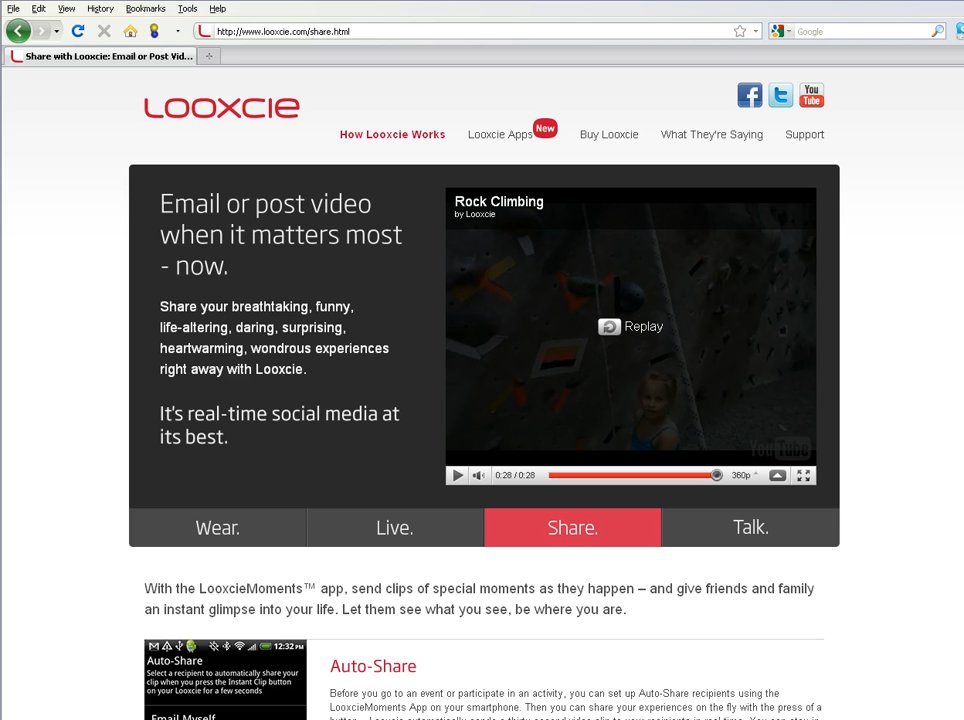 File Edit View History Bookmarks Tools Help
http://www.looxcie.com/share.html
Google
Share with Looxcie: Email or Post Vid...
LOOXCIE
You Tube
How Looxcie Works Looxcie Apps New Buy Looxcie What They're Saying Support
Email or post video
when it matters most
- now.
Share your breathtaking, funny,
life-altering, daring, surprising,
heartwarming, wondrous experiences
right away with Looxcie.
It's real-time social media at
its best.
Rock Climbing
by Looxcie
Replay
YouTube
0:28 / 0:28 360p
Wear. Live. Share. Talk.
With the LooxcieMoments™ app, send clips of special moments as they happen – and give friends and family
an instant glimpse into your life. Let them see what you see, be where you are.
12:32 PM
Auto-Share
Select a recipient to automatically share your
clip when you press the Instant Clip button
on your Looxcie for a few seconds
Email Myself
Auto-Share
Before you go to an event or participate in an activity, you can set up Auto-Share recipients using the
LooxcieMoments App on your smartphone. Then you can share your experiences on the fly with the press of a